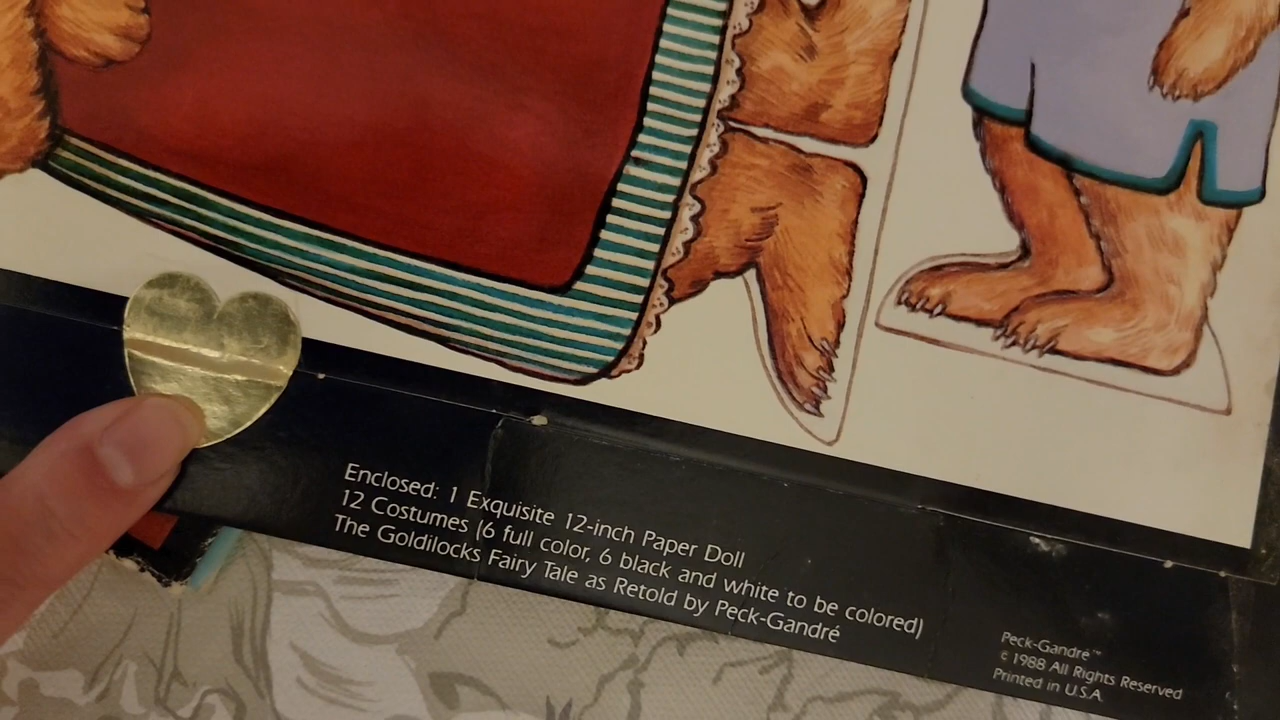 Enclosed: 1 Exquisite 12-inch Paper Doll
12 Costumes (6 full color, 6 black and white to be colored)
The Goldilocks Fairy Tale as Retold by Peck-Gandré
Peck-Gandré™
© 1988 All Rights Reserved
Printed in U.S.A.